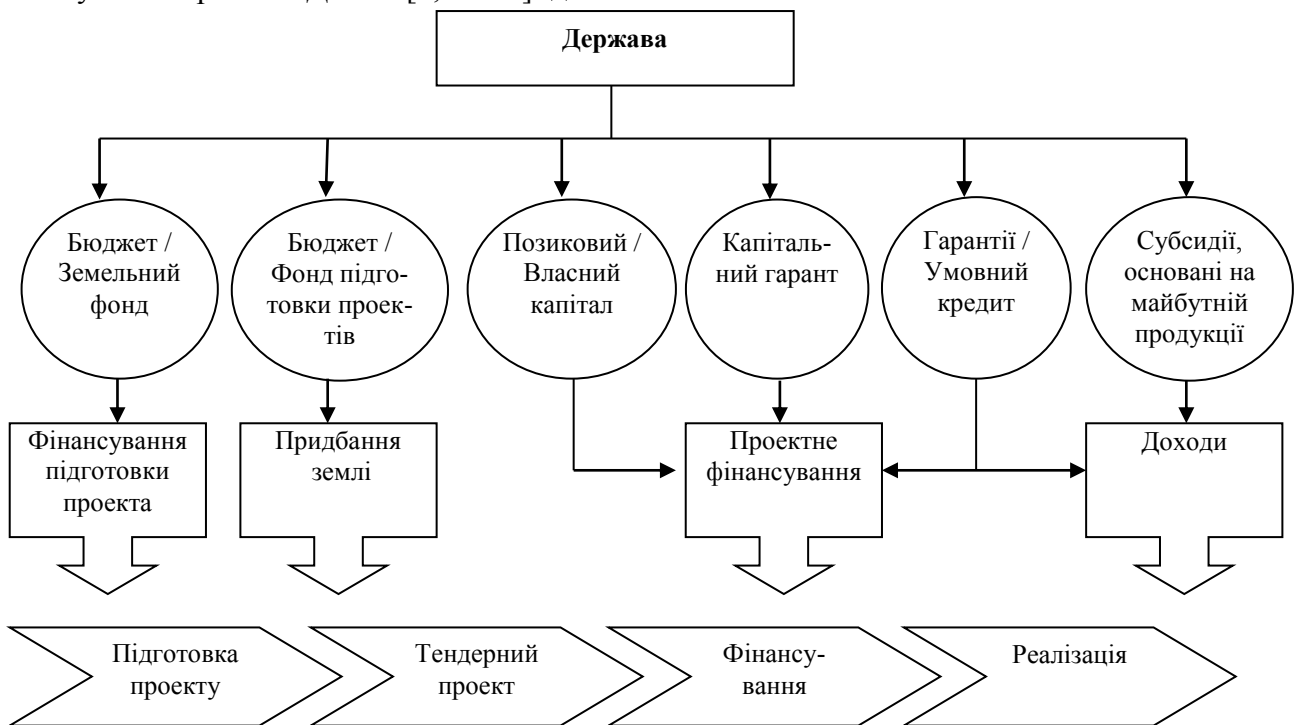 Держава
Бюджет /
Земельний
фонд
Бюджет /
Фонд підго-
товки проек-
тів
Позиковий /
Власний
капітал
Капіталь-
ний гарант
Гарантії /
Умовний
кредит
Субсидії,
основані на
майбутній
продукції
Фінансування
підготовки
проекта
Придбання
землі
Проектне
фінансування
Доходи
Підготовка
проекту
Тендерний
проект
Фінансу-
вання
Реалізація